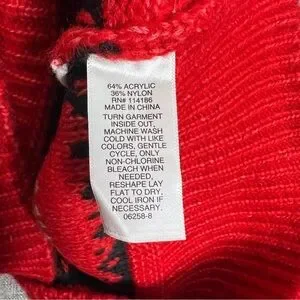 64% ACRYLIC
36% NYLON
RN# 114186
MADE IN CHINA
TURN GARMENT
INSIDE OUT,
MACHINE WASH
COLD WITH LIKE
COLORS, GENTLE
CYCLE, ONLY
NON-CHLORINE
BLEACH WHEN
NEEDED,
RESHAPE LAY
FLAT TO DRY,
COOL IRON IF
NECESSARY.
06258-8